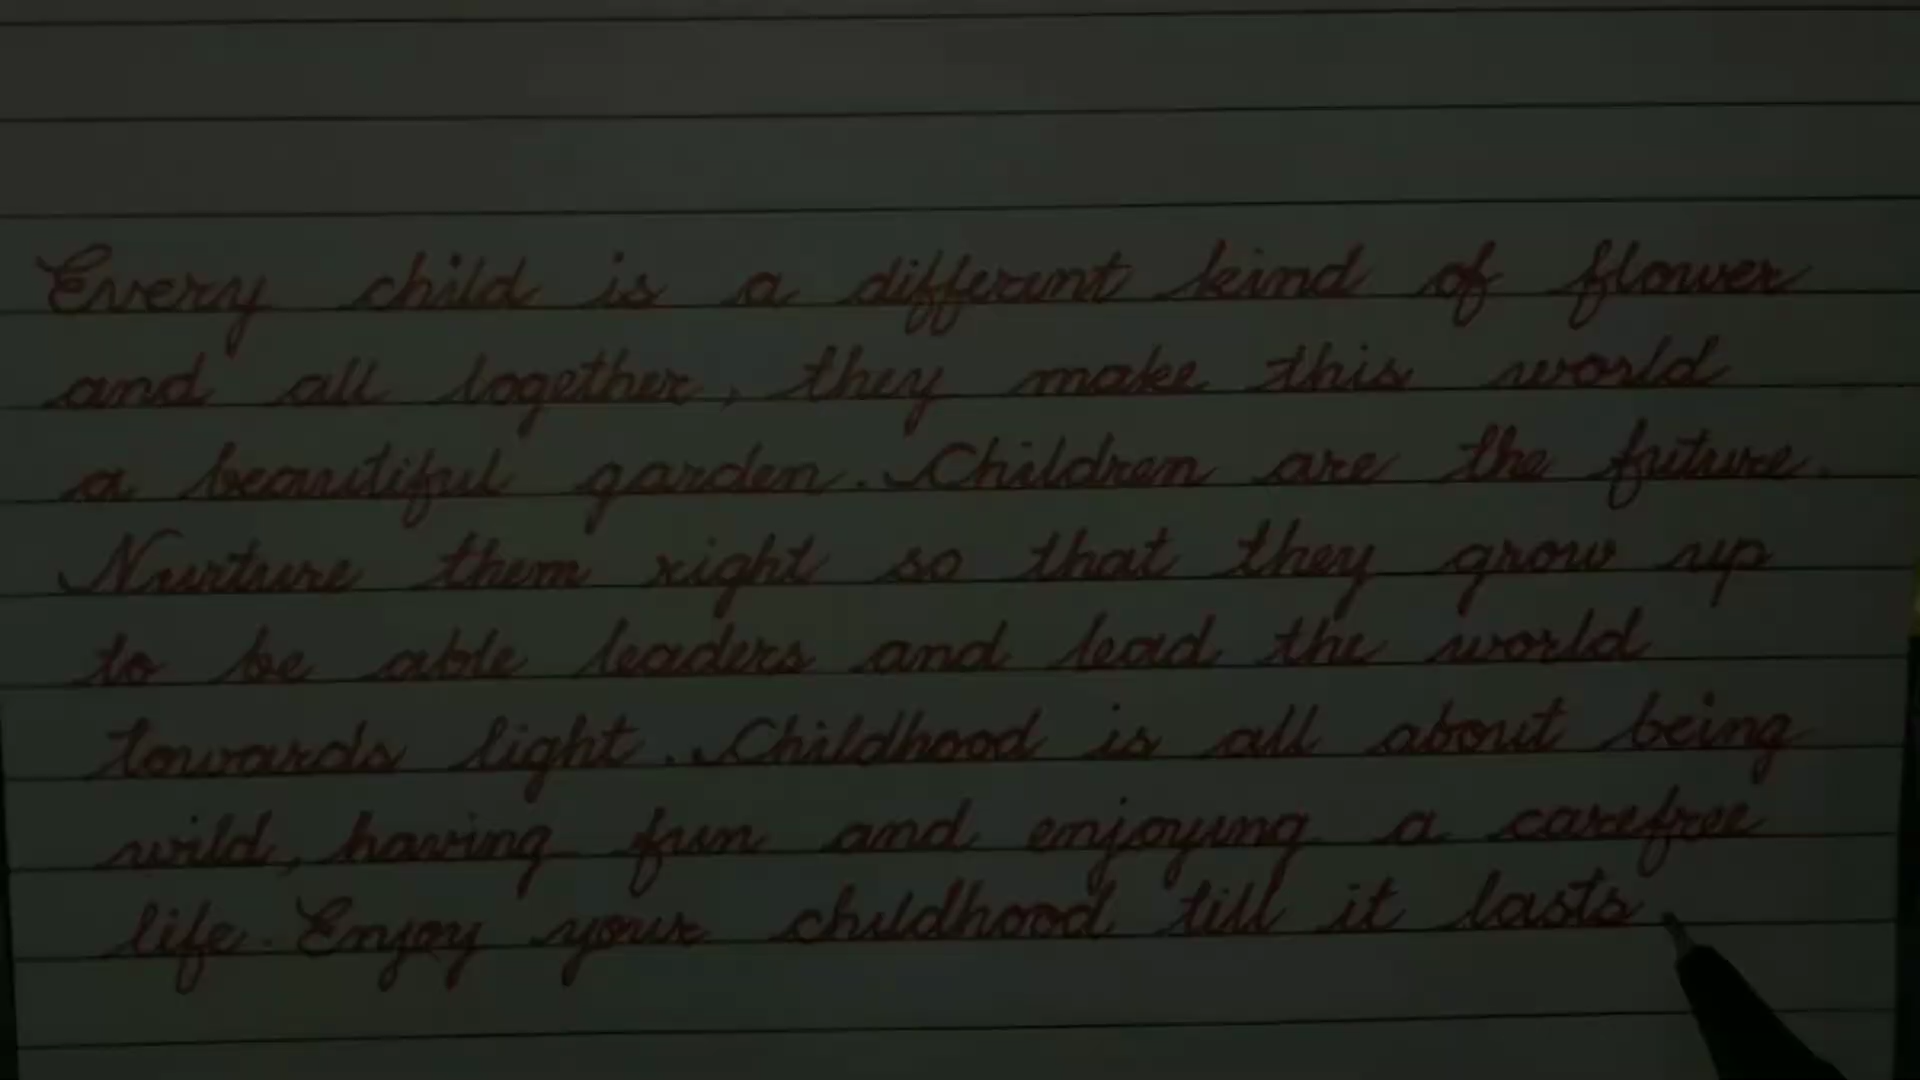 Every child is a different kind of flower
and all together, they make this world
a beautiful garden. Children are the future.
Nurture them right so that they grow up
to be able leaders and lead the world
towards light. Childhood is all about being
wild, having fun and enjoying a carefree
life. Enjoy your childhood till it lasts